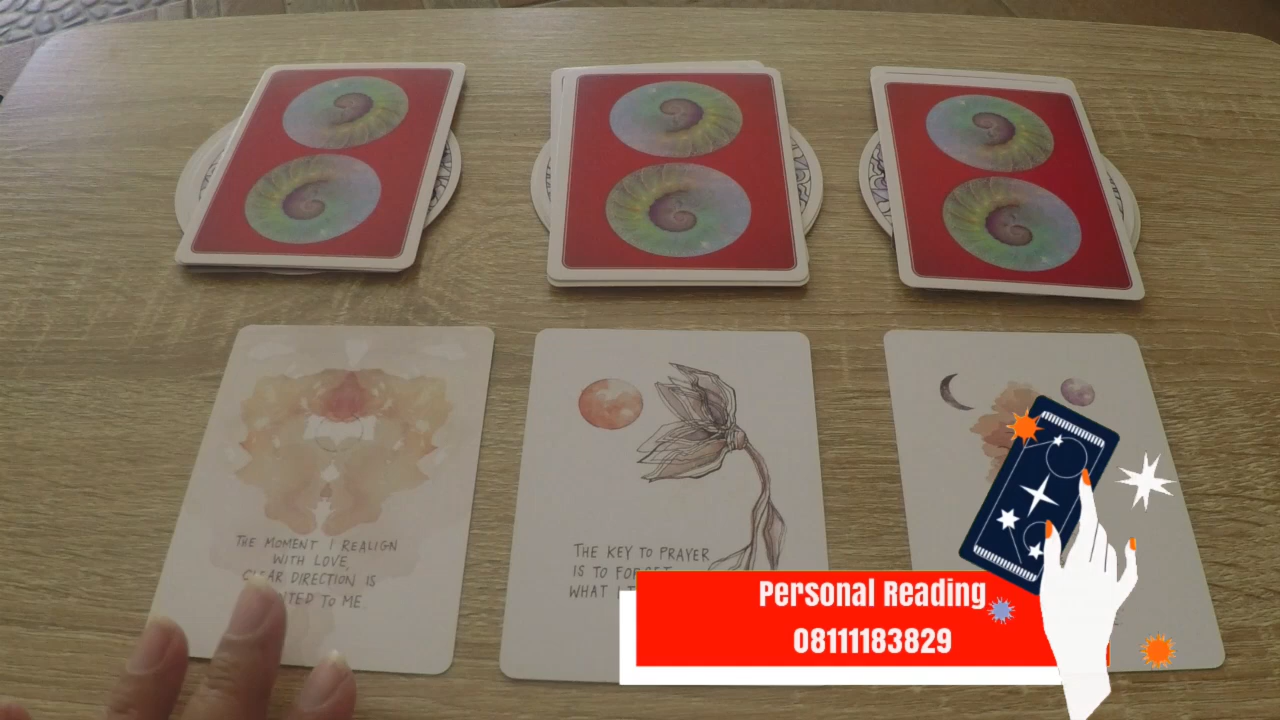 THE MOMENT I REALIGN
WITH LOVE,
CLEAR DIRECTION IS
TO ME.
THE KEY TO PRAYER
IS TO
WHAT
Personal Reading
08111183829